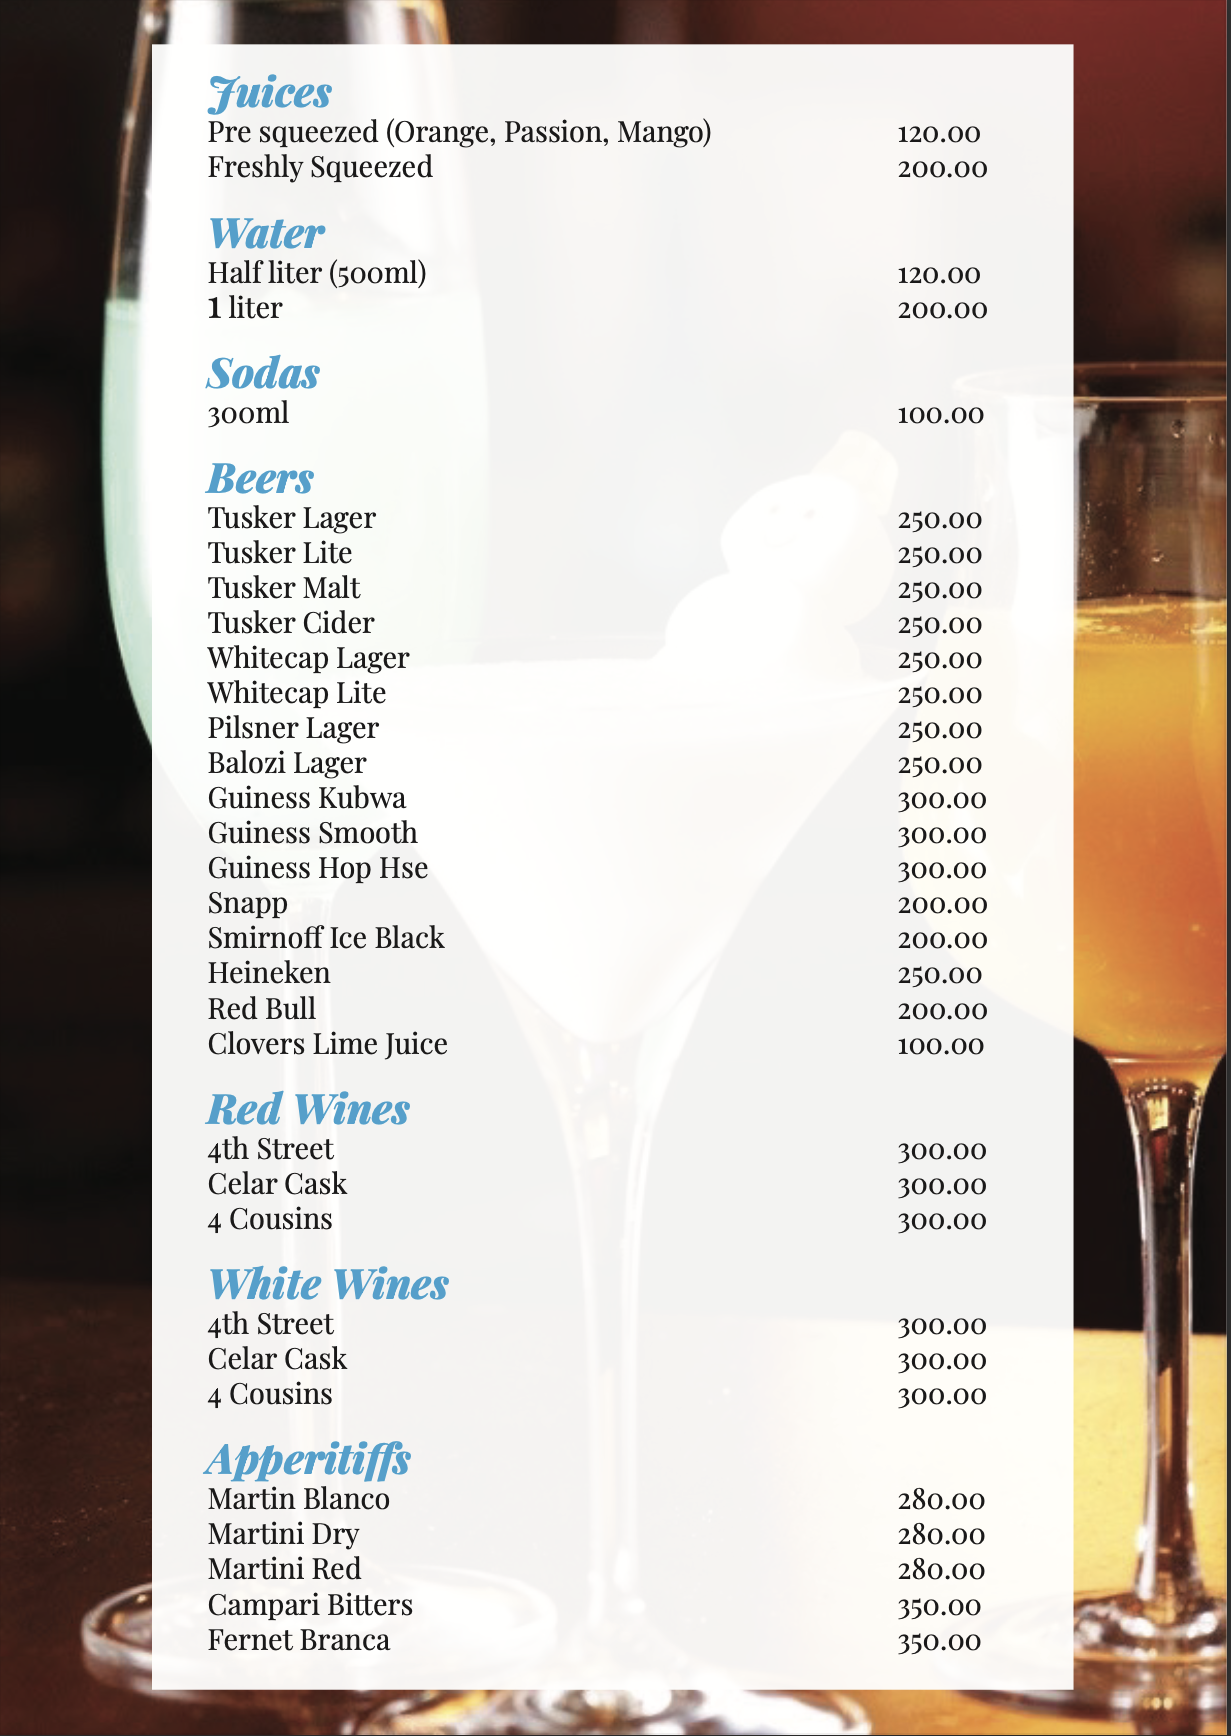 Juices
Pre squeezed (Orange, Passion, Mango) 120.00
Freshly Squeezed 200.00
Water
Half liter (500ml) 120.00
1 liter 200.00
Sodas
300ml 100.00
Beers
Tusker Lager 250.00
Tusker Lite 250.00
Tusker Malt 250.00
Tusker Cider 250.00
Whitecap Lager 250.00
Whitecap Lite 250.00
Pilsner Lager 250.00
Balozi Lager 250.00
Guiness Kubwa 300.00
Guiness Smooth 300.00
Guiness Hop Hse 300.00
Snapp 200.00
Smirnoff Ice Black 200.00
Heineken 250.00
Red Bull 200.00
Clovers Lime Juice 100.00
Red Wines
4th Street 300.00
Celar Cask 300.00
4 Cousins 300.00
White Wines
4th Street 300.00
Celar Cask 300.00
4 Cousins 300.00
Apperitiffs
Martin Blanco 280.00
Martini Dry 280.00
Martini Red 280.00
Campari Bitters 350.00
Fernet Branca 350.00